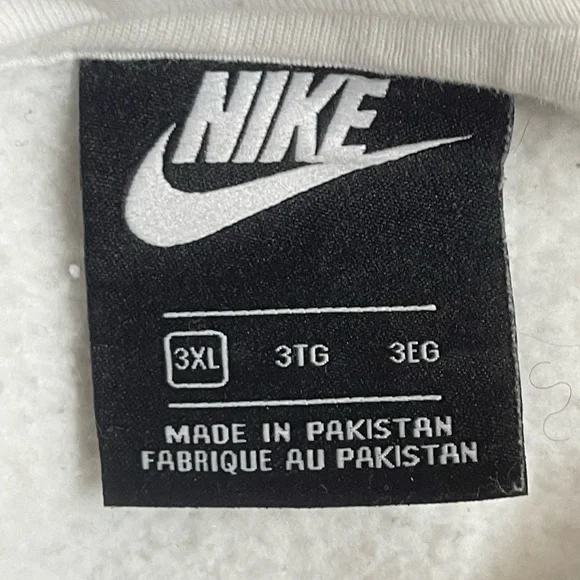 NIKE
3XL 3TG 3EG
MADE IN PAKISTAN
FABRIQUE AU PAKISTAN